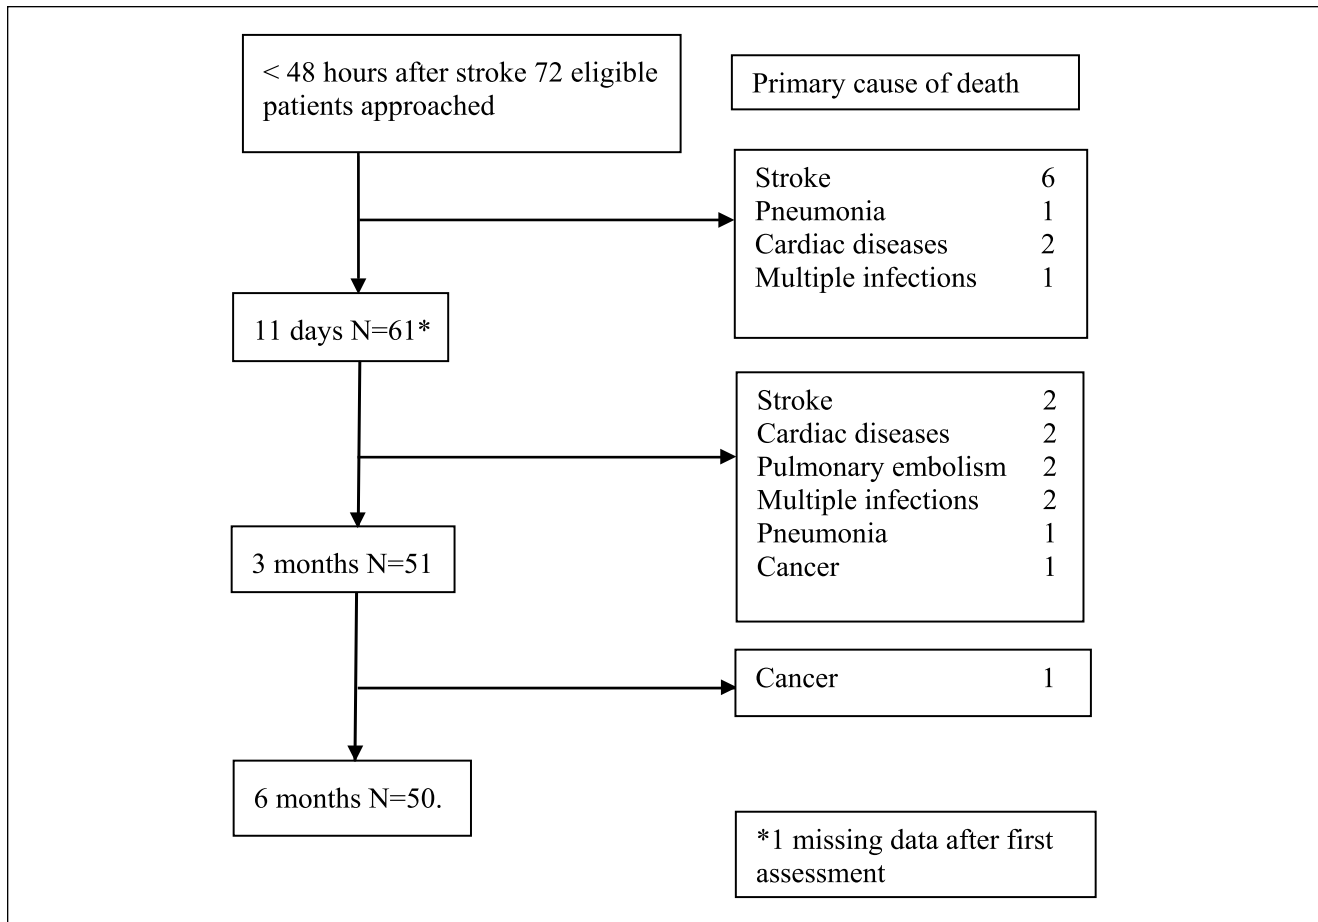 < 48 hours after stroke 72 eligible
patients approached
Primary cause of death
Stroke 6
Pneumonia 1
Cardiac diseases 2
Multiple infections 1
11 days N=61*
Stroke 2
Cardiac diseases 2
Pulmonary embolism 2
Multiple infections 2
Pneumonia 1
Cancer 1
3 months N=51
Cancer 1
6 months N=50.
*1 missing data after first
assessment